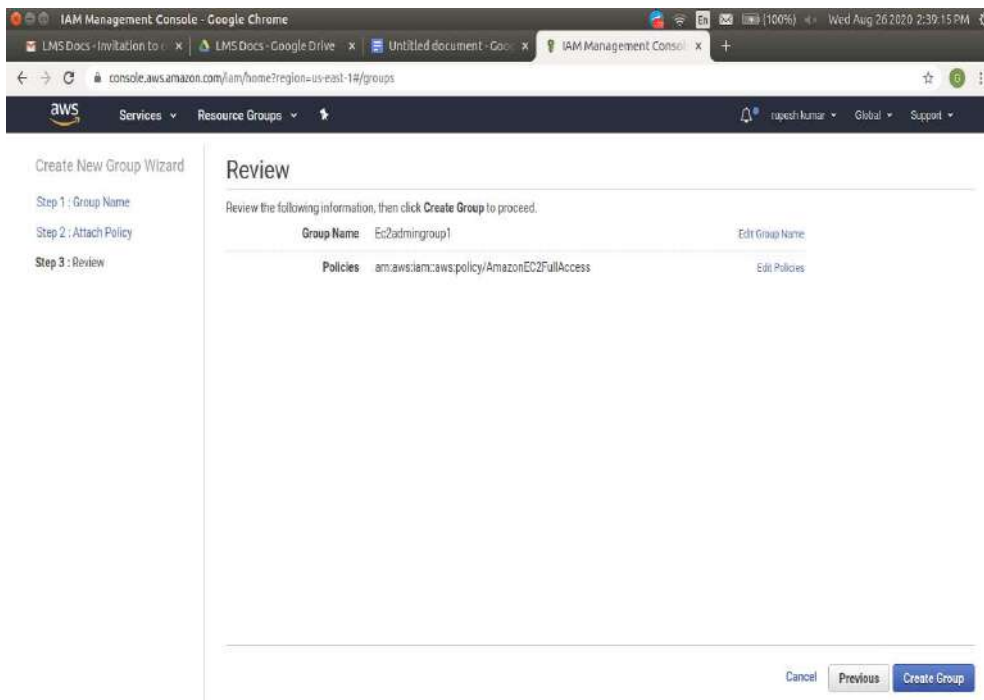 IAM Management Console - Google Chrome
En (100%) Wed Aug 26 2020 2:39:15 PM
LMS Docs - Invitation to x LMS Docs - Google Drive x Untitled document - Goo x IAM Management Consol x +
console.aws.amazon.com/iam/home?region=us-east-1#/groups G
aws Services Resource Groups rupesh kumar Global Support
Create New Group Wizard
Step 1 : Group Name
Step 2 : Attach Policy
Step 3 : Review
Review
Review the following information, then click Create Group to proceed.
Group Name Ec2admingroup1 Edit Group Name
Policies arn:aws:iam::aws:policy/AmazonEC2FullAccess Edit Policies
Cancel Previous Create Group